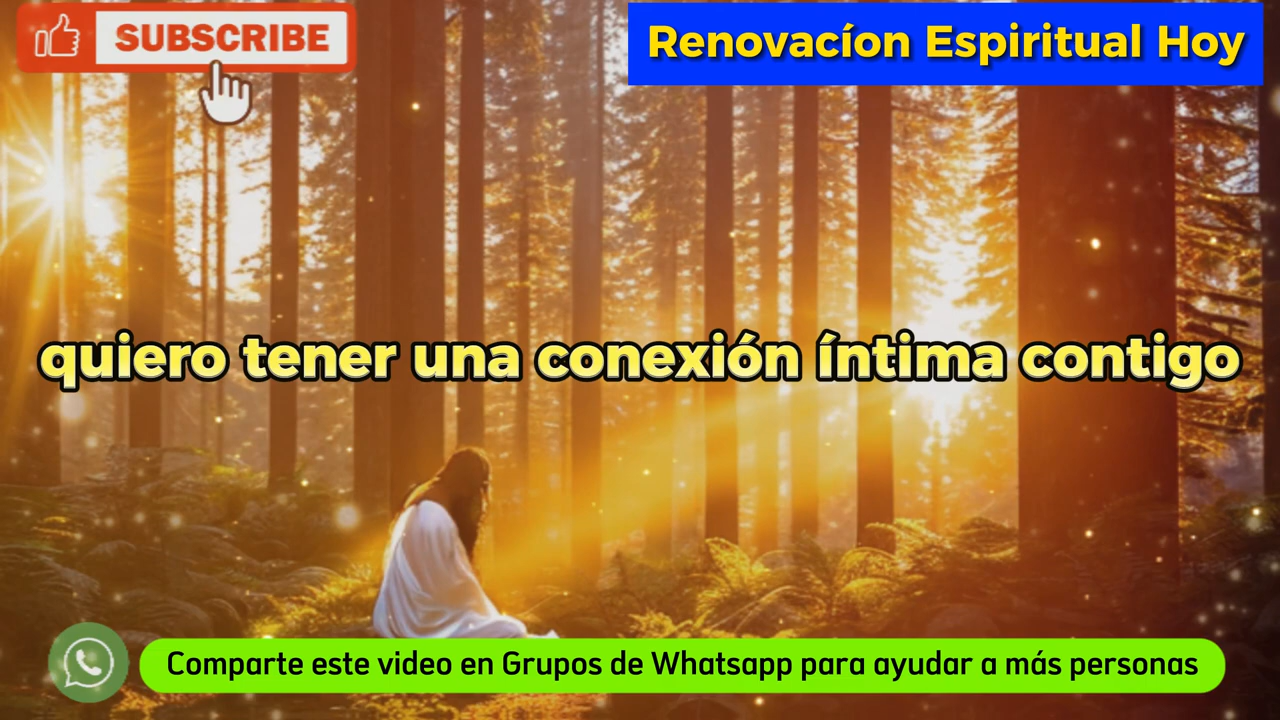 SUBSCRIBE
Renovacíon Espiritual Hoy
quiero tener una conexión íntima contigo
Comparte este video en Grupos de Whatsapp para ayudar a más personas